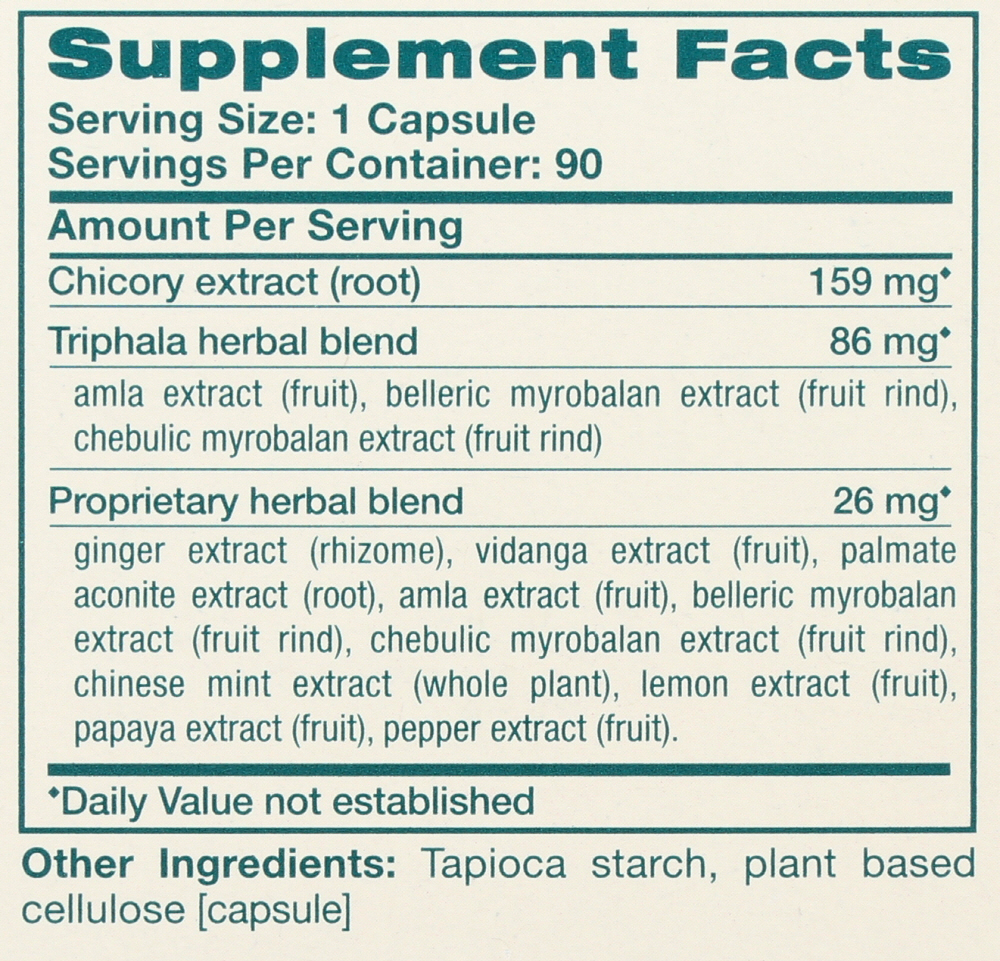 Supplement Facts
Serving Size: 1 Capsule
Servings Per Container: 90
Amount Per Serving
Chicory extract (root) 159 mg♦
Triphala herbal blend 86 mg♦
amla extract (fruit), belleric myrobalan extract (fruit rind),
chebulic myrobalan extract (fruit rind)
Proprietary herbal blend 26 mg♦
ginger extract (rhizome), vidanga extract (fruit), palmate
aconite extract (root), amla extract (fruit), belleric myrobalan
extract (fruit rind), chebulic myrobalan extract (fruit rind),
chinese mint extract (whole plant), lemon extract (fruit),
papaya extract (fruit), pepper extract (fruit).
♦Daily Value not established
Other Ingredients: Tapioca starch, plant based
cellulose [capsule]